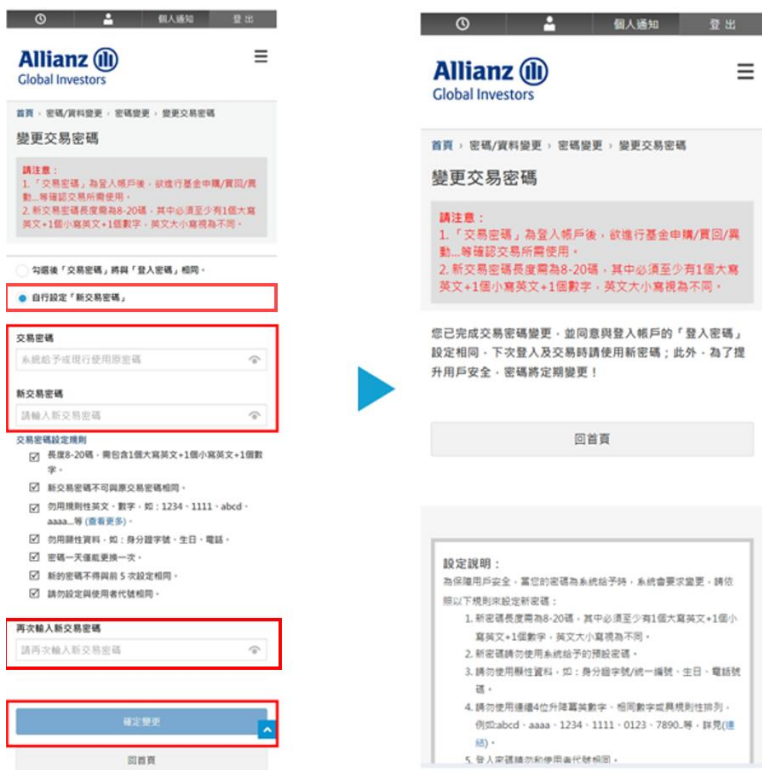 個人通知
登出
Allianz
Global Investors
首頁 › 密碼/資料變更 › 密碼變更 › 變更交易密碼
變更交易密碼
請注意：
1.「交易密碼」為登入帳戶後，欲進行基金申購/買回/異
動...等確認交易所需使用。
2.新交易密碼長度需為8-20碼，其中必須至少有1個大寫
英文+1個小寫英文+1個數字，英文大小寫視為不同。
勾選後「交易密碼」將與「登入密碼」相同。
自行設定「新交易密碼」
交易密碼
系統給予或現行使用原密碼
新交易密碼
請輸入新交易密碼
交易密碼設定規則
長度8-20碼，需包含1個大寫英文+1個小寫英文+1個數
字。
新交易密碼不可與原交易密碼相同。
勿用規則性英文、數字，如：1234、1111、abcd、
aaaa...等 (查看更多)。
勿用顯性資料，如：身分證字號、生日、電話。
密碼一天僅能更換一次。
新的密碼不得與前 5 次設定相同。
請勿設定與使用者代號相同。
再次輸入新交易密碼
請再次輸入新交易密碼
確定變更
回首頁
個人通知
登出
Allianz
Global Investors
首頁 › 密碼/資料變更 › 密碼變更 › 變更交易密碼
變更交易密碼
請注意：
1.「交易密碼」為登入帳戶後，欲進行基金申購/買回/異
動...等確認交易所需使用。
2.新交易密碼長度需為8-20碼，其中必須至少有1個大寫
英文+1個小寫英文+1個數字，英文大小寫視為不同。
您已完成交易密碼變更，並同意與登入帳戶的「登入密碼」
設定相同，下次登入及交易時請使用新密碼；此外，為了提
升用戶安全，密碼將定期變更！
回首頁
設定說明：
為保障用戶安全，當您的密碼為系統給予時，系統會要求變更，請依
照以下規則來設定新密碼：
1. 新密碼長度需為8-20碼，其中必須至少有1個大寫英文+1個小
寫英文+1個數字，英文大小寫視為不同。
2. 新密碼請勿使用系統給予的預設密碼。
3. 請勿使用顯性資料，如：身分證字號/統一編號、生日、電話號
碼。
4. 請勿使用連續4位升降冪英數字、相同數字或具規則性排列，
例如:abcd、aaaa、1234、1111、0123、7890..等，詳見(連
結)。
5. 登入密碼請勿和使用者代號相同。